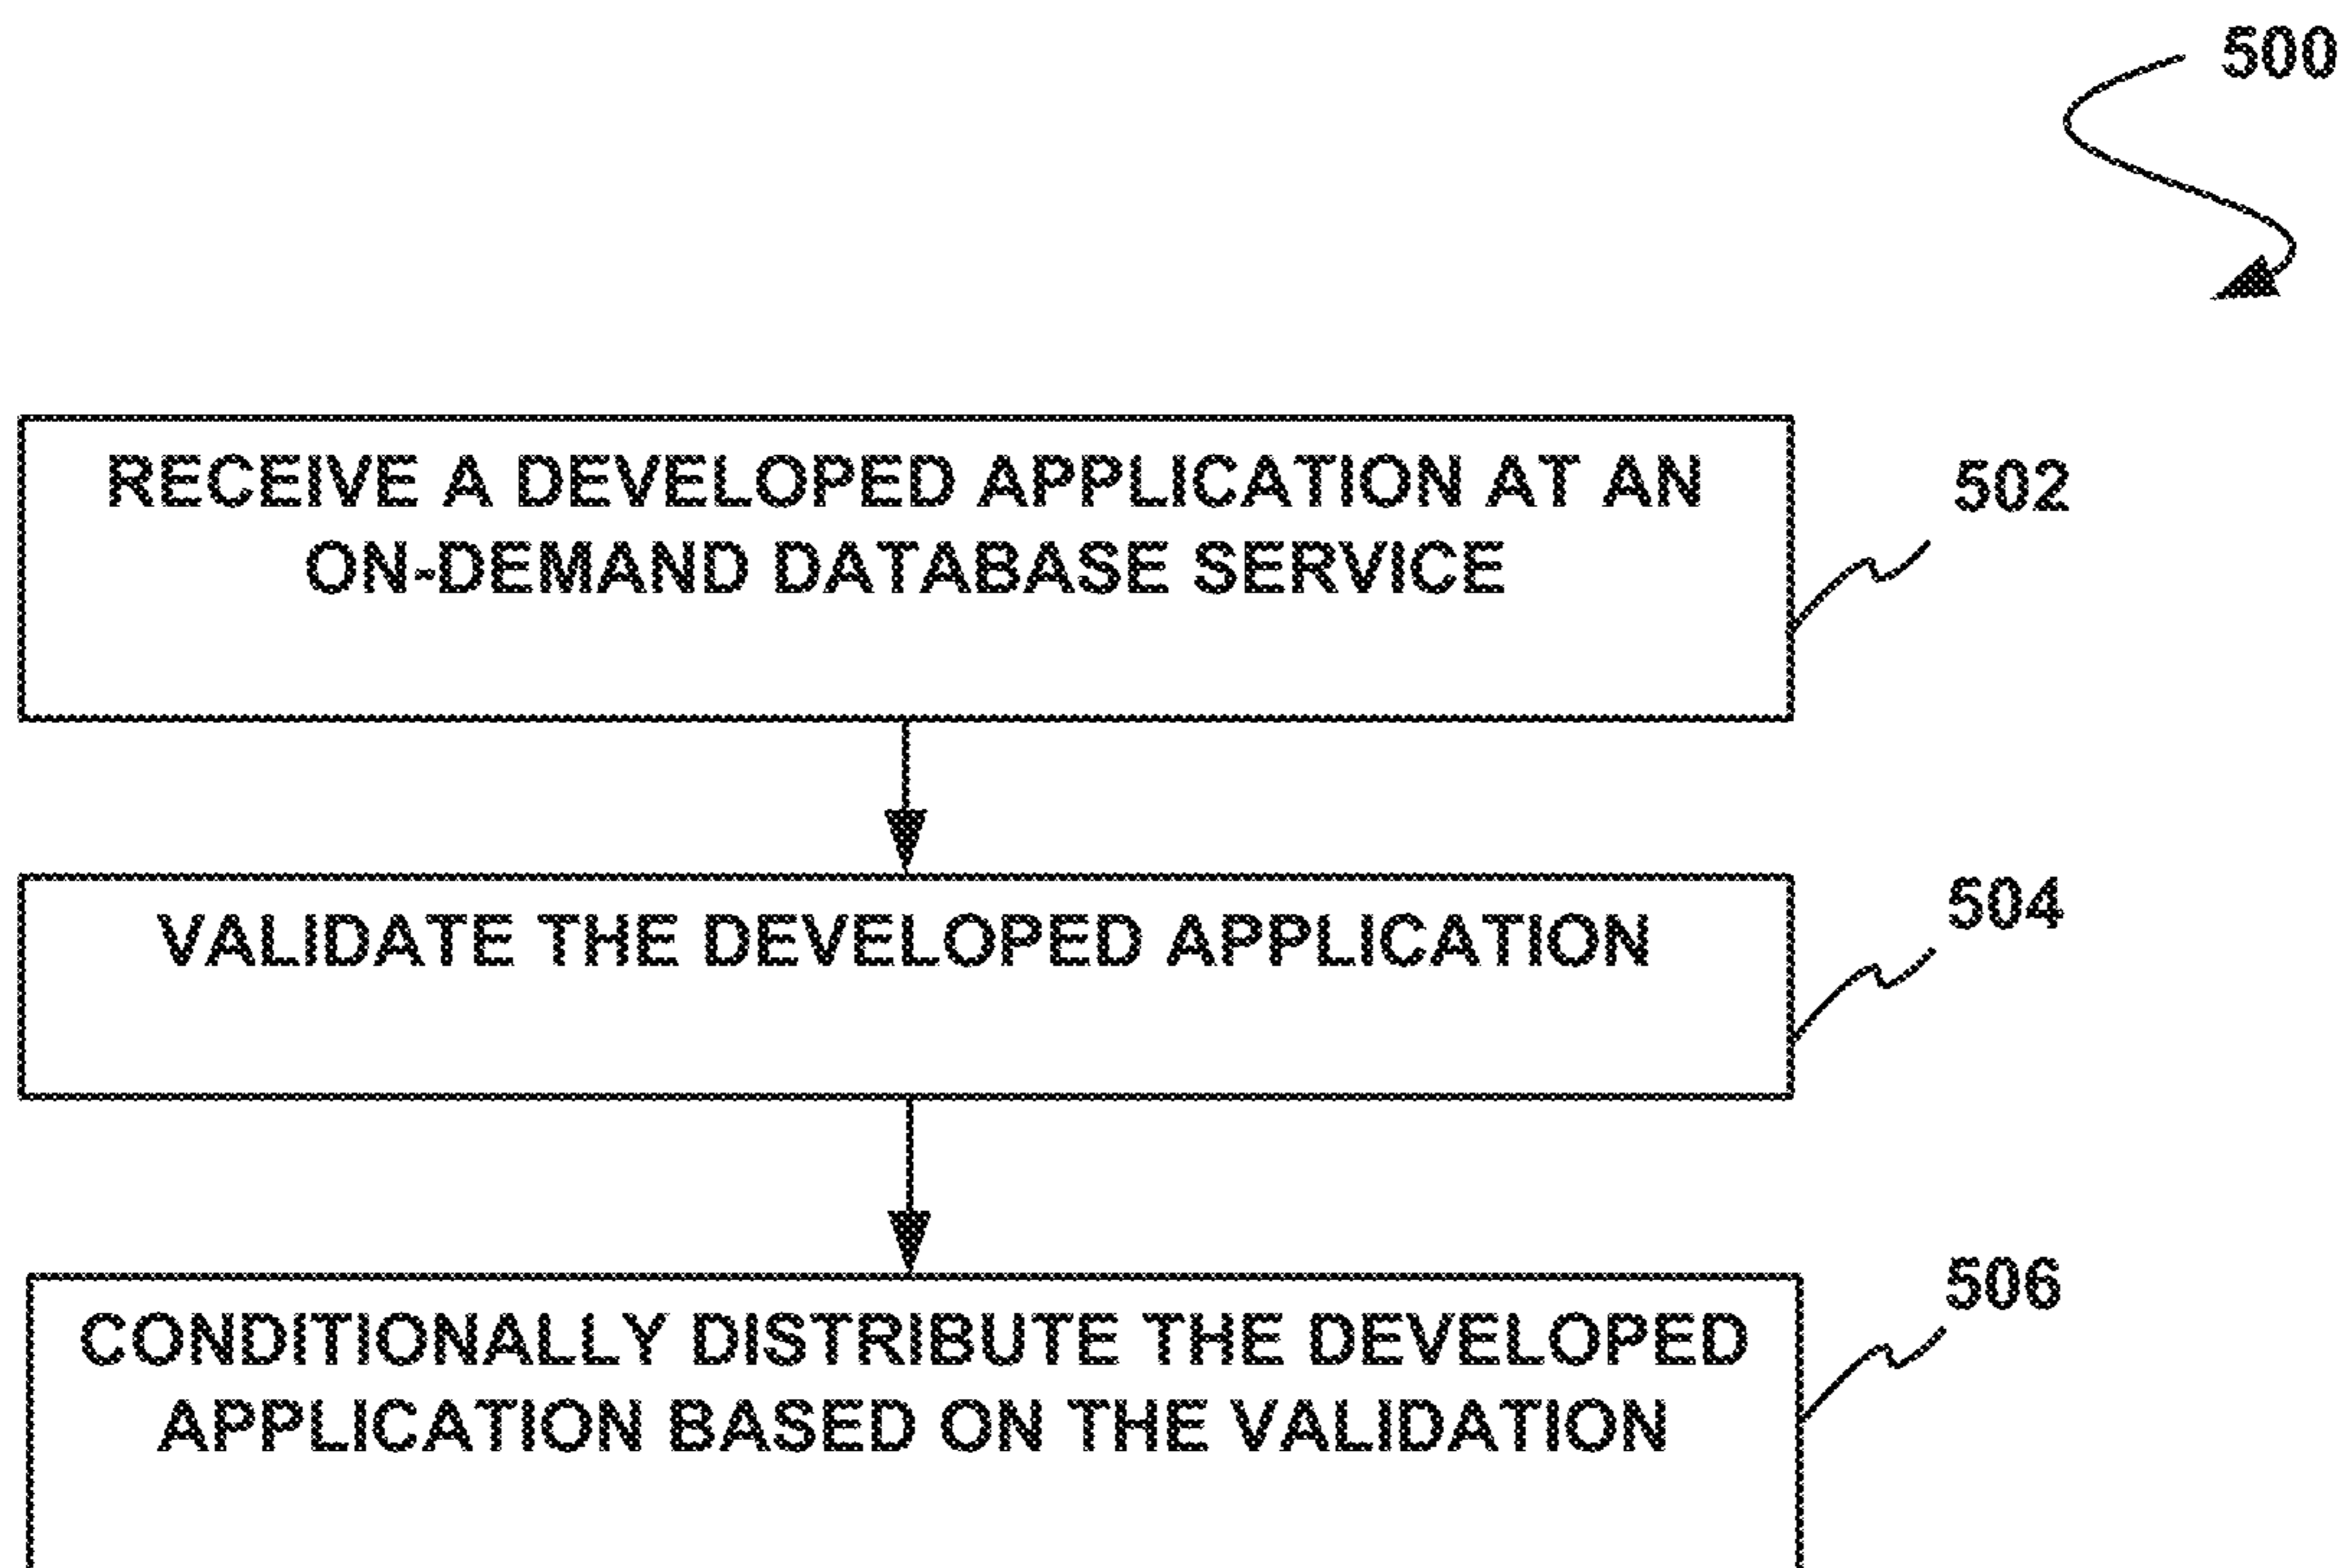 500
RECEIVE A DEVELOPED APPLICATION AT AN
ON-DEMAND DATABASE SERVICE
502
VALIDATE THE DEVELOPED APPLICATION
504
CONDITIONALLY DISTRIBUTE THE DEVELOPED
APPLICATION BASED ON THE VALIDATION
506